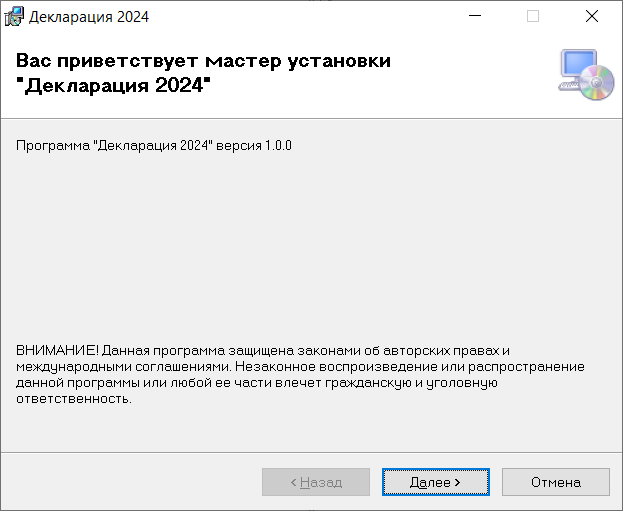 Декларация 2024
Вас приветствует мастер установки
"Декларация 2024"
Программа "Декларация 2024" версия 1.0.0
ВНИМАНИЕ! Данная программа защищена законами об авторских правах и
международными соглашениями. Незаконное воспроизведение или распространение
данной программы или любой ее части влечет гражданскую и уголовную
ответственность.
< Назад
Далее >
Отмена